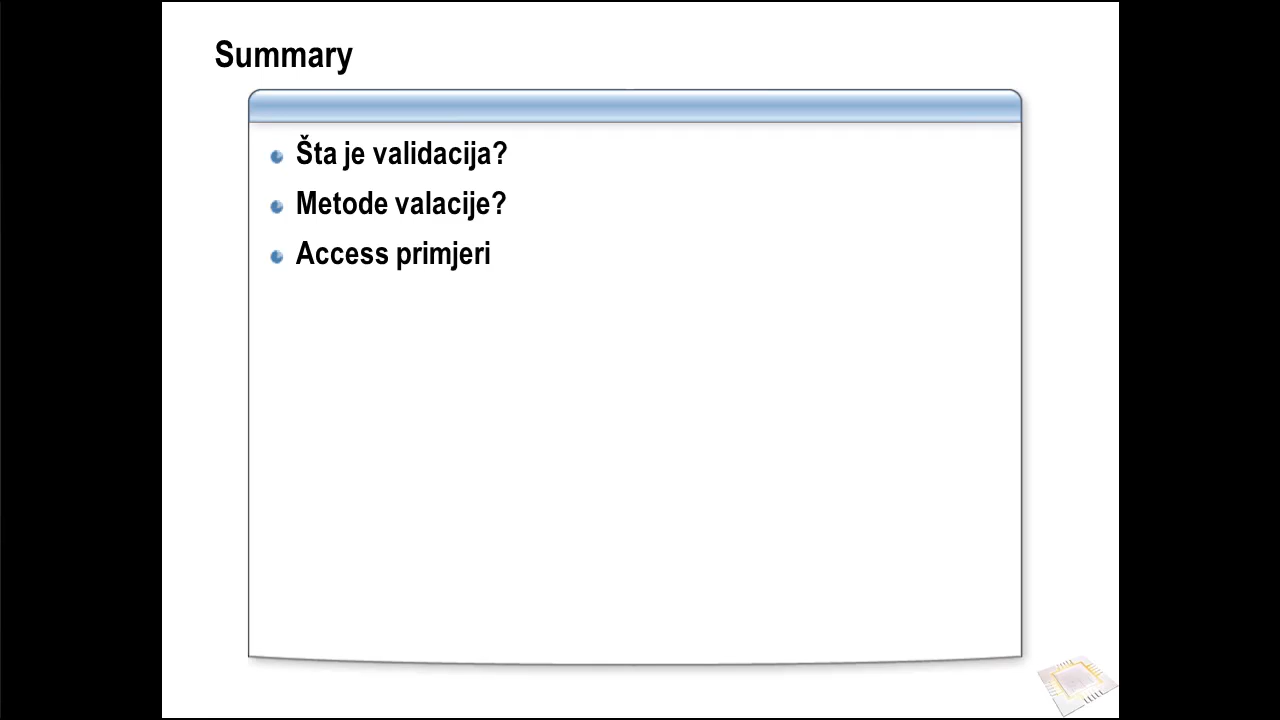 Summary
Šta je validacija?
Metode valacije?
Access primjeri